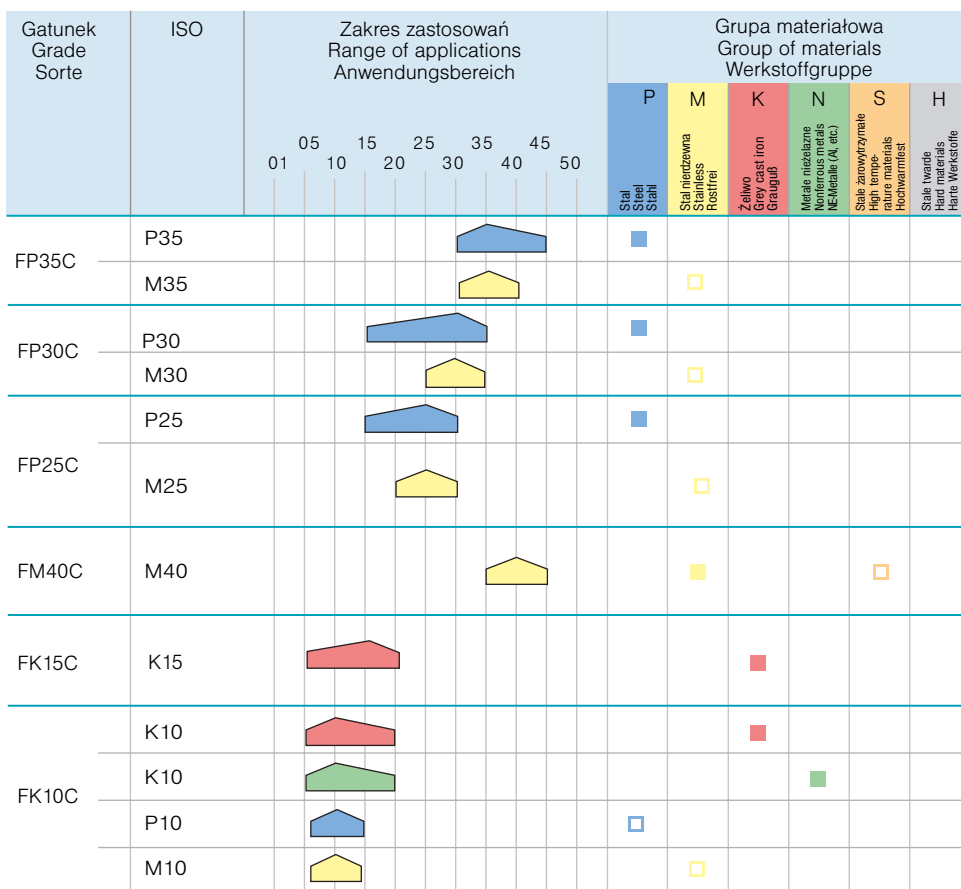 Gatunek
Grade
Sorte
ISO
Zakres zastosowań
Range of applications
Anwendungsbereich
Grupa materiałowa
Group of materials
Werkstoffgruppe
P
M
K
N
S
H
Stal
Steel
Stahl
Stal nierdzewna
Stainless
Rostfrei
Żeliwo
Grey cast iron
Grauguß
Metale nieżelazne
Nonferrous metals
NE-Metalle (Al, etc.)
Stale żarowytrzymałe
High tempe-
rature materials
Hochwarmfest
Stale twarde
Hard materials
Harte Werkstoffe
05 15 25 35 45
01 10 20 30 40 50
FP35C
P35
M35
FP30C
P30
M30
FP25C
P25
M25
FM40C
M40
FK15C
K15
FK10C
K10
K10
P10
M10